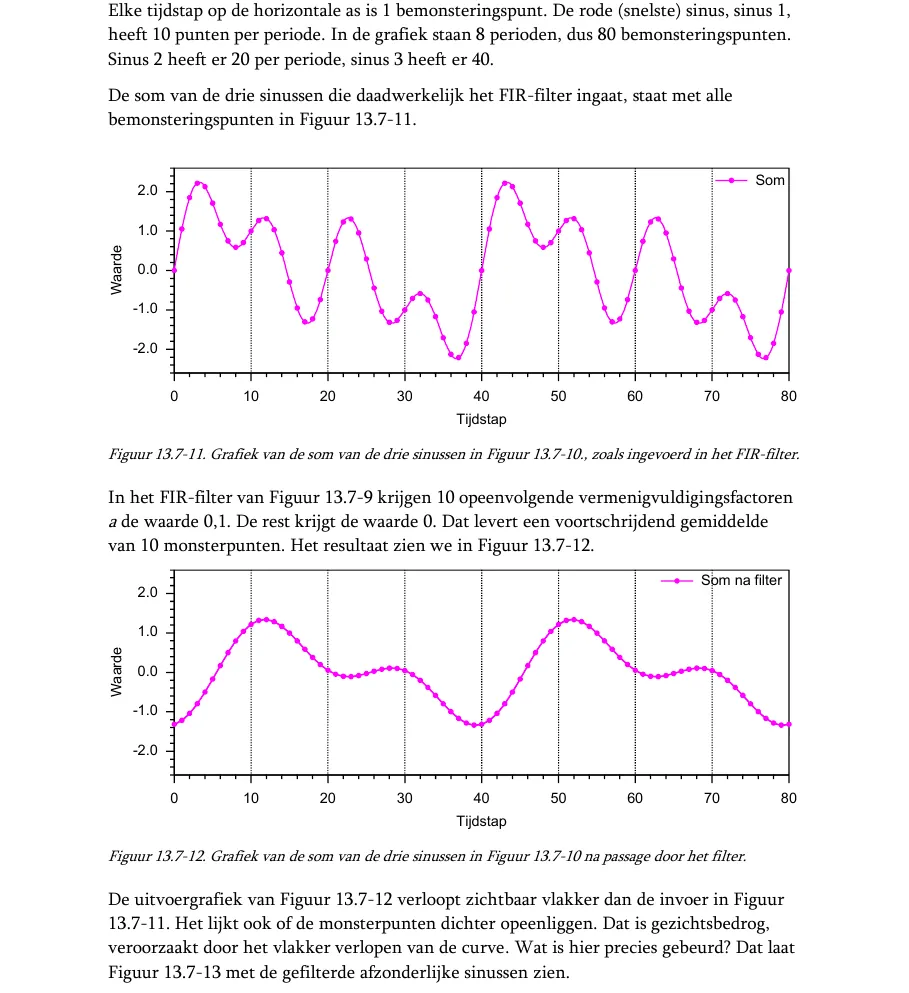 Elke tijdstap op de horizontale as is 1 bemonsteringspunt. De rode (snelste) sinus, sinus 1,
heeft 10 punten per periode. In de grafiek staan 8 perioden, dus 80 bemonsteringspunten.
Sinus 2 heeft er 20 per periode, sinus 3 heeft er 40.
De som van de drie sinussen die daadwerkelijk het FIR-filter ingaat, staat met alle
bemonsteringspunten in Figuur 13.7-11.
Som
2.0
1.0
0.0
-1.0
-2.0
Waarde
0 10 20 30 40 50 60 70 80
Tijdstap
Figuur 13.7-11. Grafiek van de som van de drie sinussen in Figuur 13.7-10., zoals ingevoerd in het FIR-filter.
In het FIR-filter van Figuur 13.7-9 krijgen 10 opeenvolgende vermenigvuldigingsfactoren
a de waarde 0,1. De rest krijgt de waarde 0. Dat levert een voortschrijdend gemiddelde
van 10 monsterpunten. Het resultaat zien we in Figuur 13.7-12.
Som na filter
2.0
1.0
0.0
-1.0
-2.0
Waarde
0 10 20 30 40 50 60 70 80
Tijdstap
Figuur 13.7-12. Grafiek van de som van de drie sinussen in Figuur 13.7-10 na passage door het filter.
De uitvoergrafiek van Figuur 13.7-12 verloopt zichtbaar vlakker dan de invoer in Figuur
13.7-11. Het lijkt ook of de monsterpunten dichter opeenliggen. Dat is gezichtsbedrog,
veroorzaakt door het vlakker verlopen van de curve. Wat is hier precies gebeurd? Dat laat
Figuur 13.7-13 met de gefilterde afzonderlijke sinussen zien.